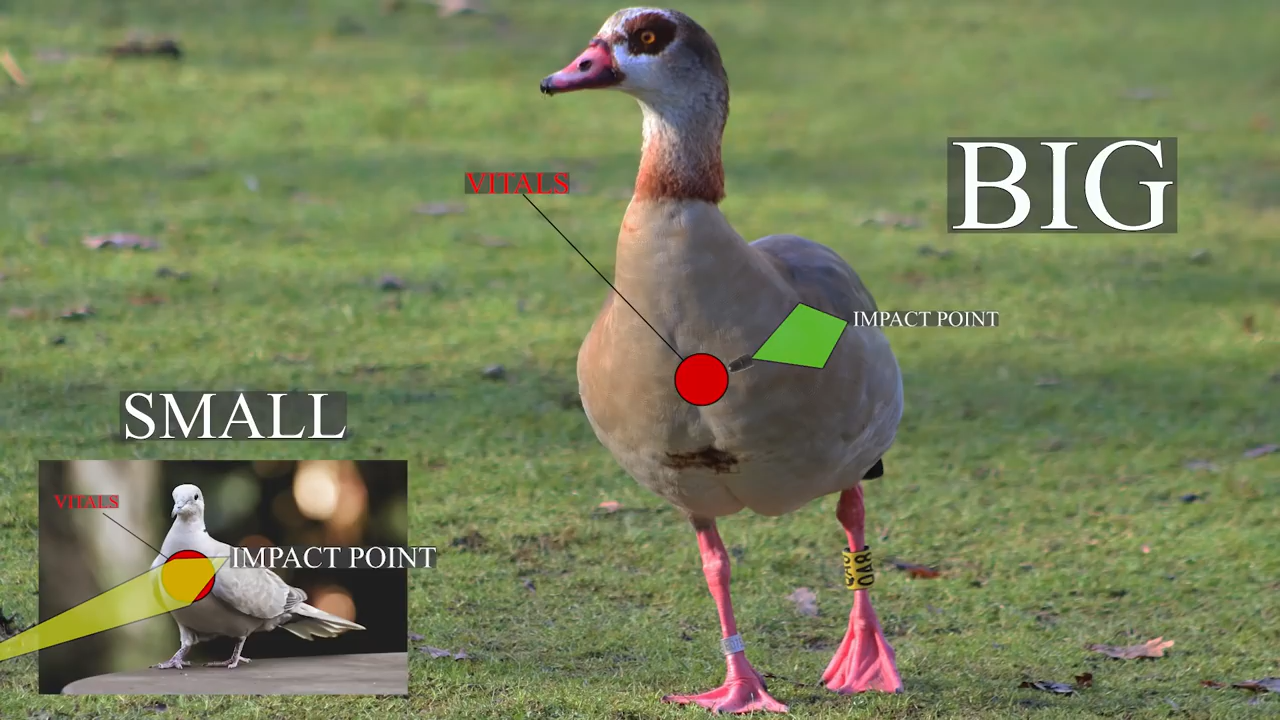 VITALS
BIG
IMPACT POINT
SMALL
VITALS
IMPACT POINT